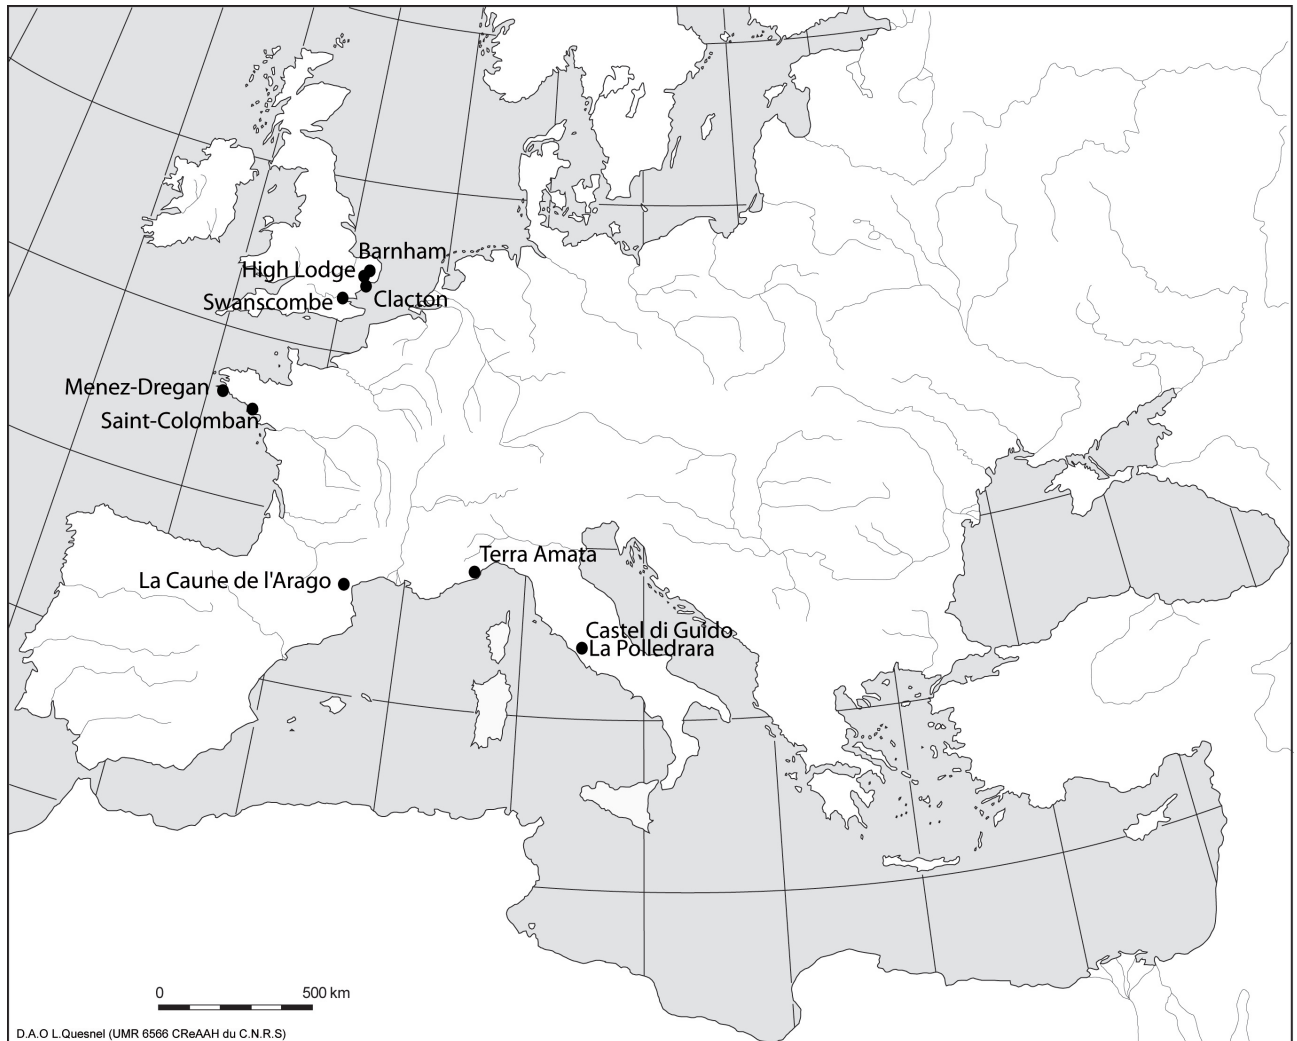 Barnham
High Lodge
Clacton
Swanscombe
Menez-Dregan
Saint-Colomban
Terra Amata
La Caune de l'Arago
Castel di Guido
La Polledrara
0 500 km
D.A.O L.Quesnel (UMR 6566 CReAAH du C.N.R.S)